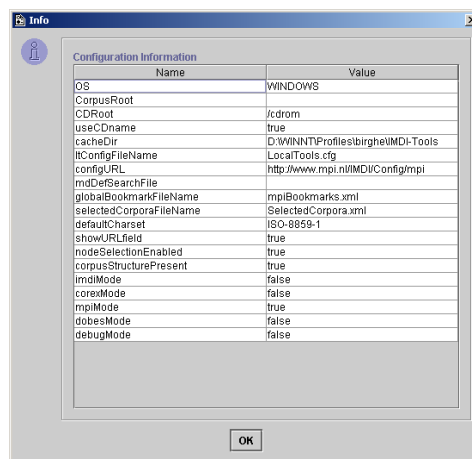 Info
Configuration Information
Name Value
OS WINDOWS
CorpusRoot
CDRoot /cdrom
useCDname true
cacheDir D:\WINNT\Profiles\birghe\IMDI-Tools
ltConfigFileName LocalTools.cfg
configURL http://www.mpi.nl/IMDI/Config/mpi
mdDefSearchFile
globalBookmarkFileName mpiBookmarks.xml
selectedCorporaFileName SelectedCorpora.xml
defaultCharset ISO-8859-1
showURLfield true
nodeSelectionEnabled true
corpusStructurePresent true
imdiMode false
corexMode false
mpiMode true
dobesMode false
debugMode false
OK